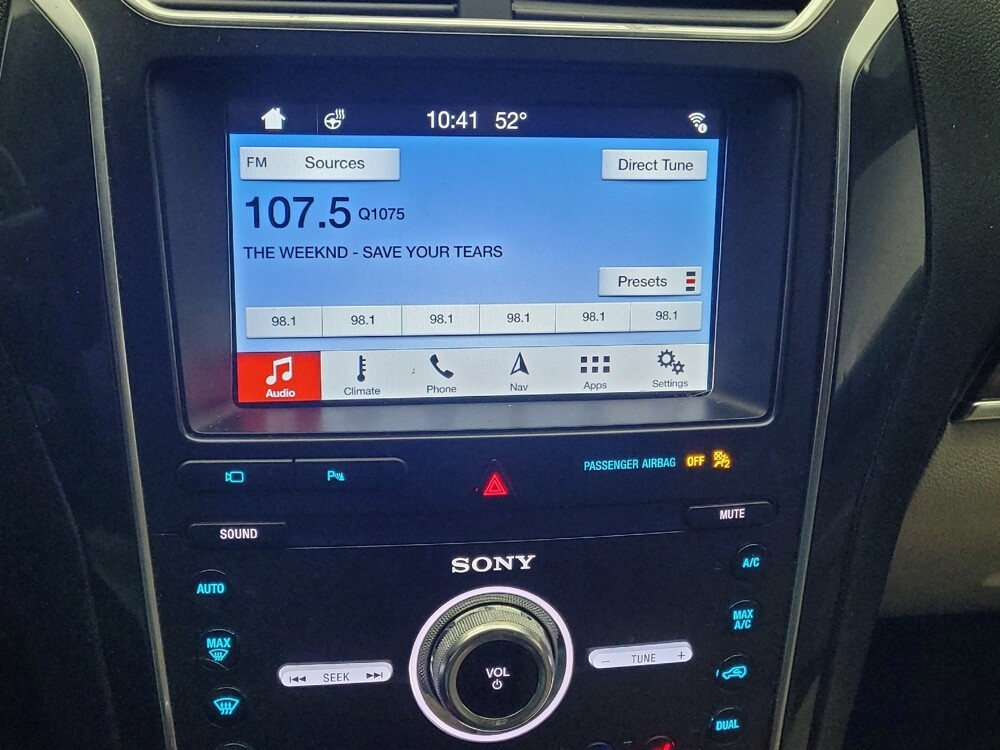 10:41 52°
FM Sources Direct Tune
107.5 Q1075
THE WEEKND - SAVE YOUR TEARS
Presets
98.1 98.1 98.1 98.1 98.1 98.1
Audio Climate Phone Nav Apps Settings
PASSENGER AIRBAG OFF 2
SOUND MUTE
SONY
AUTO A/C
MAX MAX A/C
SEEK VOL − TUNE +
DUAL